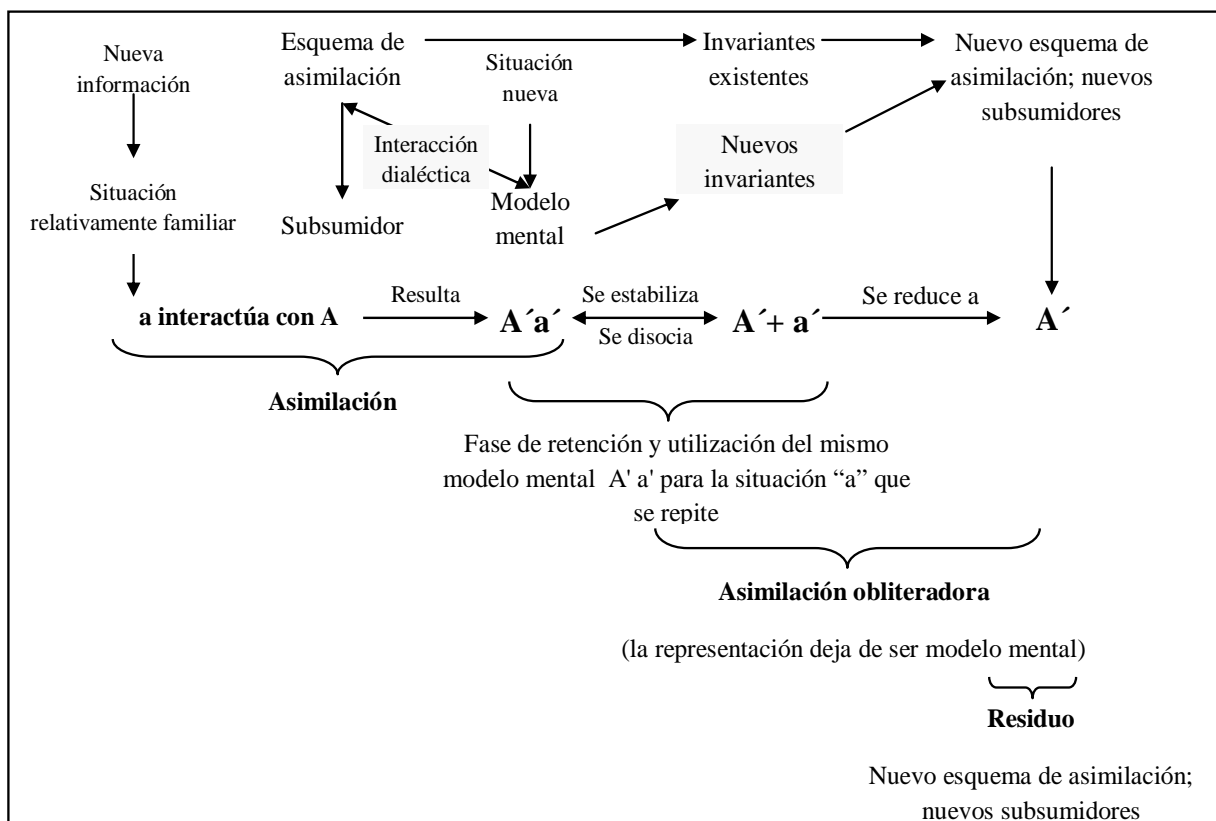 Nueva
información
Esquema de
asimilación
Situación
nueva
Invariantes
existentes
Nuevo esquema de
asimilación; nuevos
subsumidores
Interacción
dialéctica
Nuevos
invariantes
Situación
relativamente familiar
Subsumidor
Modelo
mental
a interactúa con A
Resulta
A´a´
Se estabiliza
Se disocia
A´+ a´
Se reduce a
A´
Asimilación
Fase de retención y utilización del mismo
modelo mental A' a' para la situación “a” que
se repite
Asimilación obliteradora
(la representación deja de ser modelo mental)
Residuo
Nuevo esquema de asimilación;
nuevos subsumidores